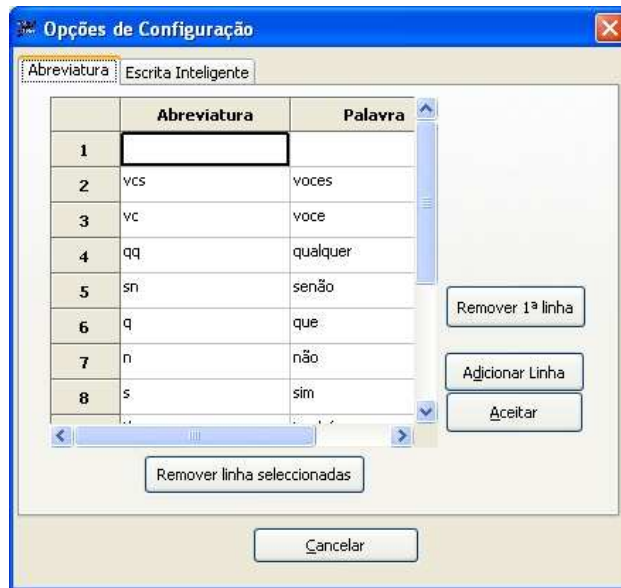 Opções de Configuração
Abreviatura Escrita Inteligente
Abreviatura Palavra
1
2 vcs voces
3 vc voce
4 qq qualquer
5 sn senão
6 q que
7 n não
8 s sim
Remover 1ª linha
Adicionar Linha
Aceitar
Remover linha seleccionadas
Cancelar